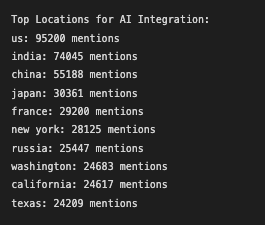 Top Locations for AI Integration:
us: 95200 mentions
india: 74045 mentions
china: 55188 mentions
japan: 30361 mentions
france: 29200 mentions
new york: 28125 mentions
russia: 25447 mentions
washington: 24683 mentions
california: 24617 mentions
texas: 24209 mentions